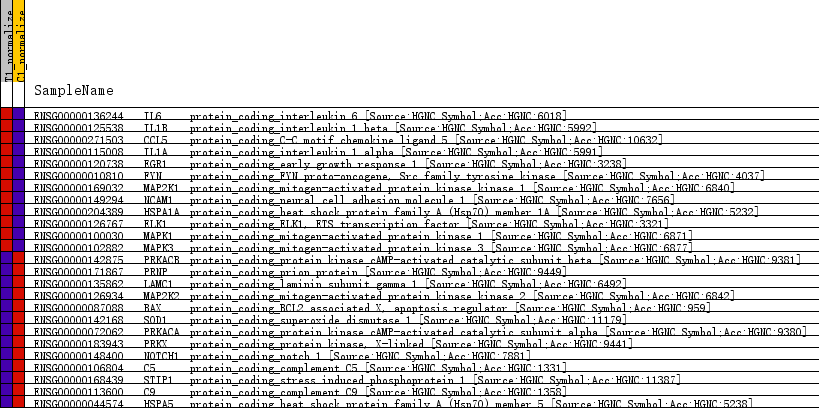 T1_normalize
C1_normalize
SampleName
ENSG00000136244 IL6 protein_coding_interleukin 6 [Source:HGNC Symbol;Acc:HGNC:6018]
ENSG00000125538 IL1B protein_coding_interleukin 1 beta [Source:HGNC Symbol;Acc:HGNC:5992]
ENSG00000271503 CCL5 protein_coding_C-C motif chemokine ligand 5 [Source:HGNC Symbol;Acc:HGNC:10632]
ENSG00000115008 IL1A protein_coding_interleukin 1 alpha [Source:HGNC Symbol;Acc:HGNC:5991]
ENSG00000120738 EGR1 protein_coding_early growth response 1 [Source:HGNC Symbol;Acc:HGNC:3238]
ENSG00000010810 FYN protein_coding_FYN proto-oncogene, Src family tyrosine kinase [Source:HGNC Symbol;Acc:HGNC:4037]
ENSG00000169032 MAP2K1 protein_coding_mitogen-activated protein kinase kinase 1 [Source:HGNC Symbol;Acc:HGNC:6840]
ENSG00000149294 NCAM1 protein_coding_neural cell adhesion molecule 1 [Source:HGNC Symbol;Acc:HGNC:7656]
ENSG00000204389 HSPA1A protein_coding_heat shock protein family A (Hsp70) member 1A [Source:HGNC Symbol;Acc:HGNC:5232]
ENSG00000126767 ELK1 protein_coding_ELK1, ETS transcription factor [Source:HGNC Symbol;Acc:HGNC:3321]
ENSG00000100030 MAPK1 protein_coding_mitogen-activated protein kinase 1 [Source:HGNC Symbol;Acc:HGNC:6871]
ENSG00000102882 MAPK3 protein_coding_mitogen-activated protein kinase 3 [Source:HGNC Symbol;Acc:HGNC:6877]
ENSG00000142875 PRKACB protein_coding_protein kinase cAMP-activated catalytic subunit beta [Source:HGNC Symbol;Acc:HGNC:9381]
ENSG00000171867 PRNP protein_coding_prion protein [Source:HGNC Symbol;Acc:HGNC:9449]
ENSG00000135862 LAMC1 protein_coding_laminin subunit gamma 1 [Source:HGNC Symbol;Acc:HGNC:6492]
ENSG00000126934 MAP2K2 protein_coding_mitogen-activated protein kinase kinase 2 [Source:HGNC Symbol;Acc:HGNC:6842]
ENSG00000087088 BAX protein_coding_BCL2 associated X, apoptosis regulator [Source:HGNC Symbol;Acc:HGNC:959]
ENSG00000142168 SOD1 protein_coding_superoxide dismutase 1 [Source:HGNC Symbol;Acc:HGNC:11179]
ENSG00000072062 PRKACA protein_coding_protein kinase cAMP-activated catalytic subunit alpha [Source:HGNC Symbol;Acc:HGNC:9380]
ENSG00000183943 PRKX protein_coding_protein kinase, X-linked [Source:HGNC Symbol;Acc:HGNC:9441]
ENSG00000148400 NOTCH1 protein_coding_notch 1 [Source:HGNC Symbol;Acc:HGNC:7881]
ENSG00000106804 C5 protein_coding_complement C5 [Source:HGNC Symbol;Acc:HGNC:1331]
ENSG00000168439 STIP1 protein_coding_stress induced phosphoprotein 1 [Source:HGNC Symbol;Acc:HGNC:11387]
ENSG00000113600 C9 protein_coding_complement C9 [Source:HGNC Symbol;Acc:HGNC:1358]
ENSG00000044574 HSPA5 protein_coding_heat shock protein family A (Hsp70) member 5 [Source:HGNC Symbol;Acc:HGNC:5238]